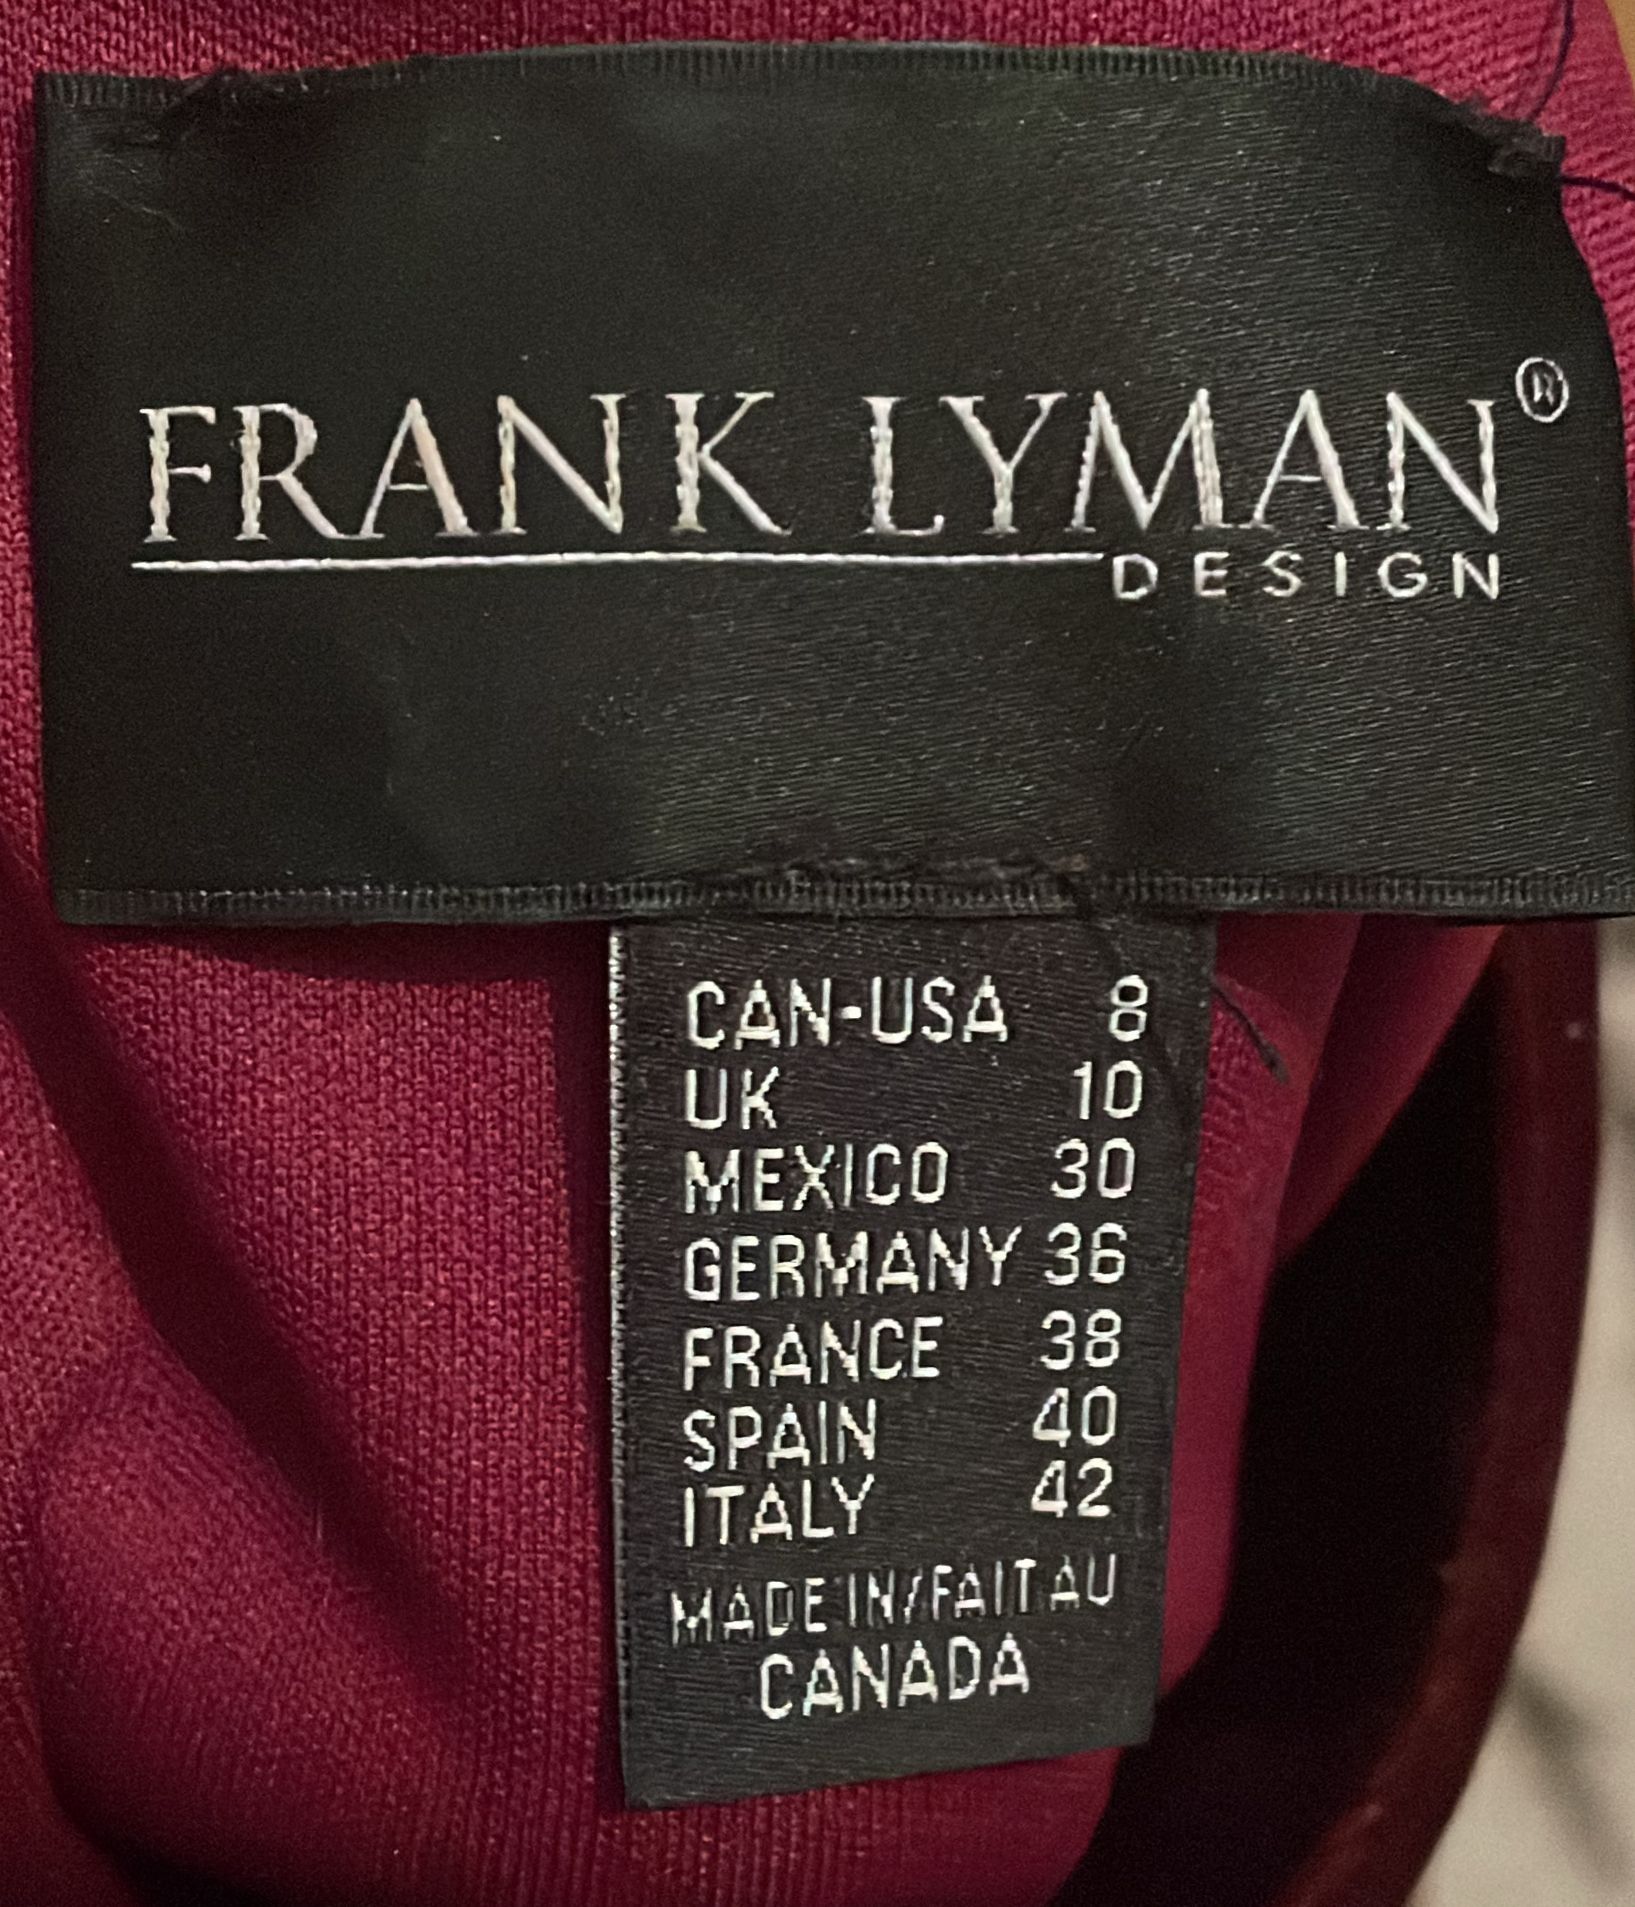 FRANK LYMAN®
DESIGN
CAN-USA 8
UK 10
MEXICO 30
GERMANY 36
FRANCE 38
SPAIN 40
ITALY 42
MADE IN/FAIT AU
CANADA